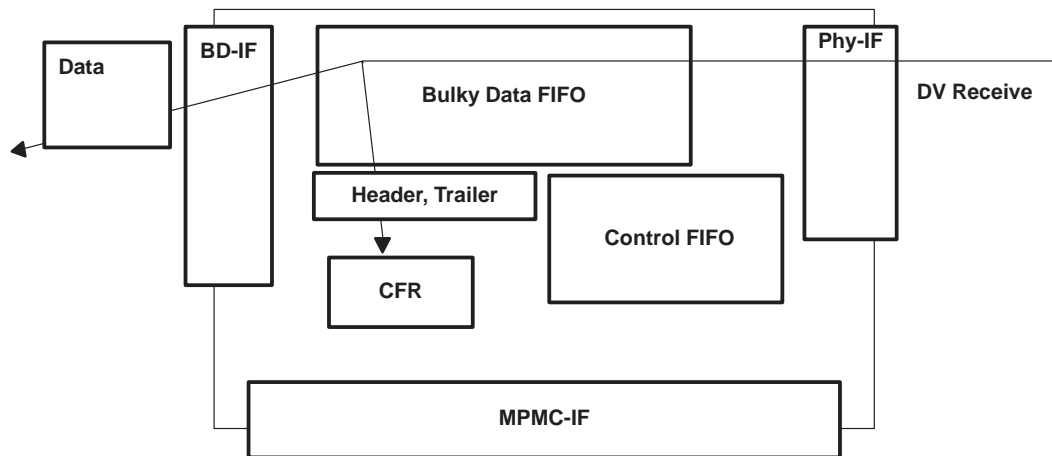 Data
BD-IF
Bulky Data FIFO
Phy-IF
DV Receive
Header, Trailer
Control FIFO
CFR
MPMC-IF